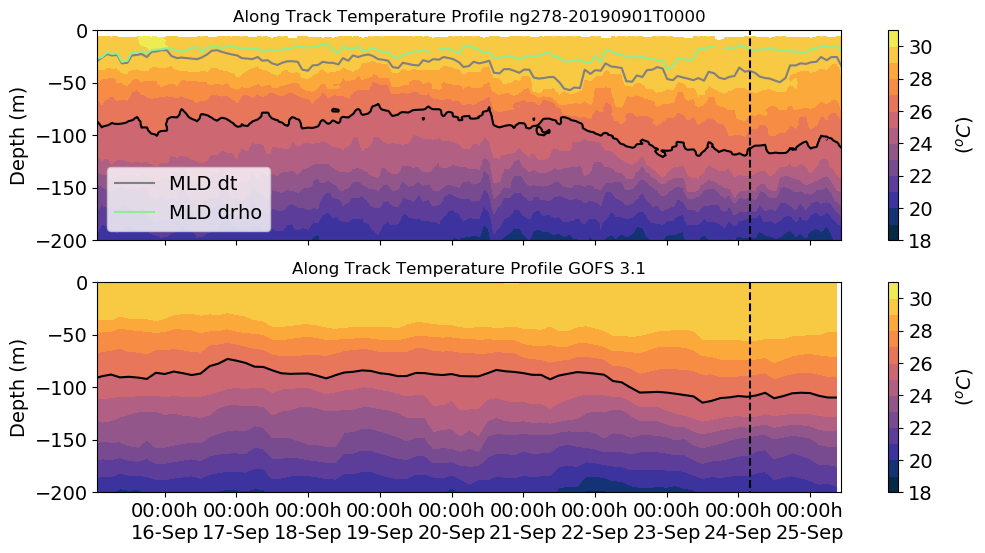 Along Track Temperature Profile ng278-20190901T0000
0
−50
−100
−150
−200
Depth (m)
MLD dt
MLD drho
30
28
26
24
22
20
18
(°C)
Along Track Temperature Profile GOFS 3.1
0
−50
−100
−150
−200
Depth (m)
30
28
26
24
22
20
18
(°C)
00:00h 00:00h 00:00h 00:00h 00:00h 00:00h 00:00h 00:00h 00:00h 00:00h
16-Sep 17-Sep 18-Sep 19-Sep 20-Sep 21-Sep 22-Sep 23-Sep 24-Sep 25-Sep